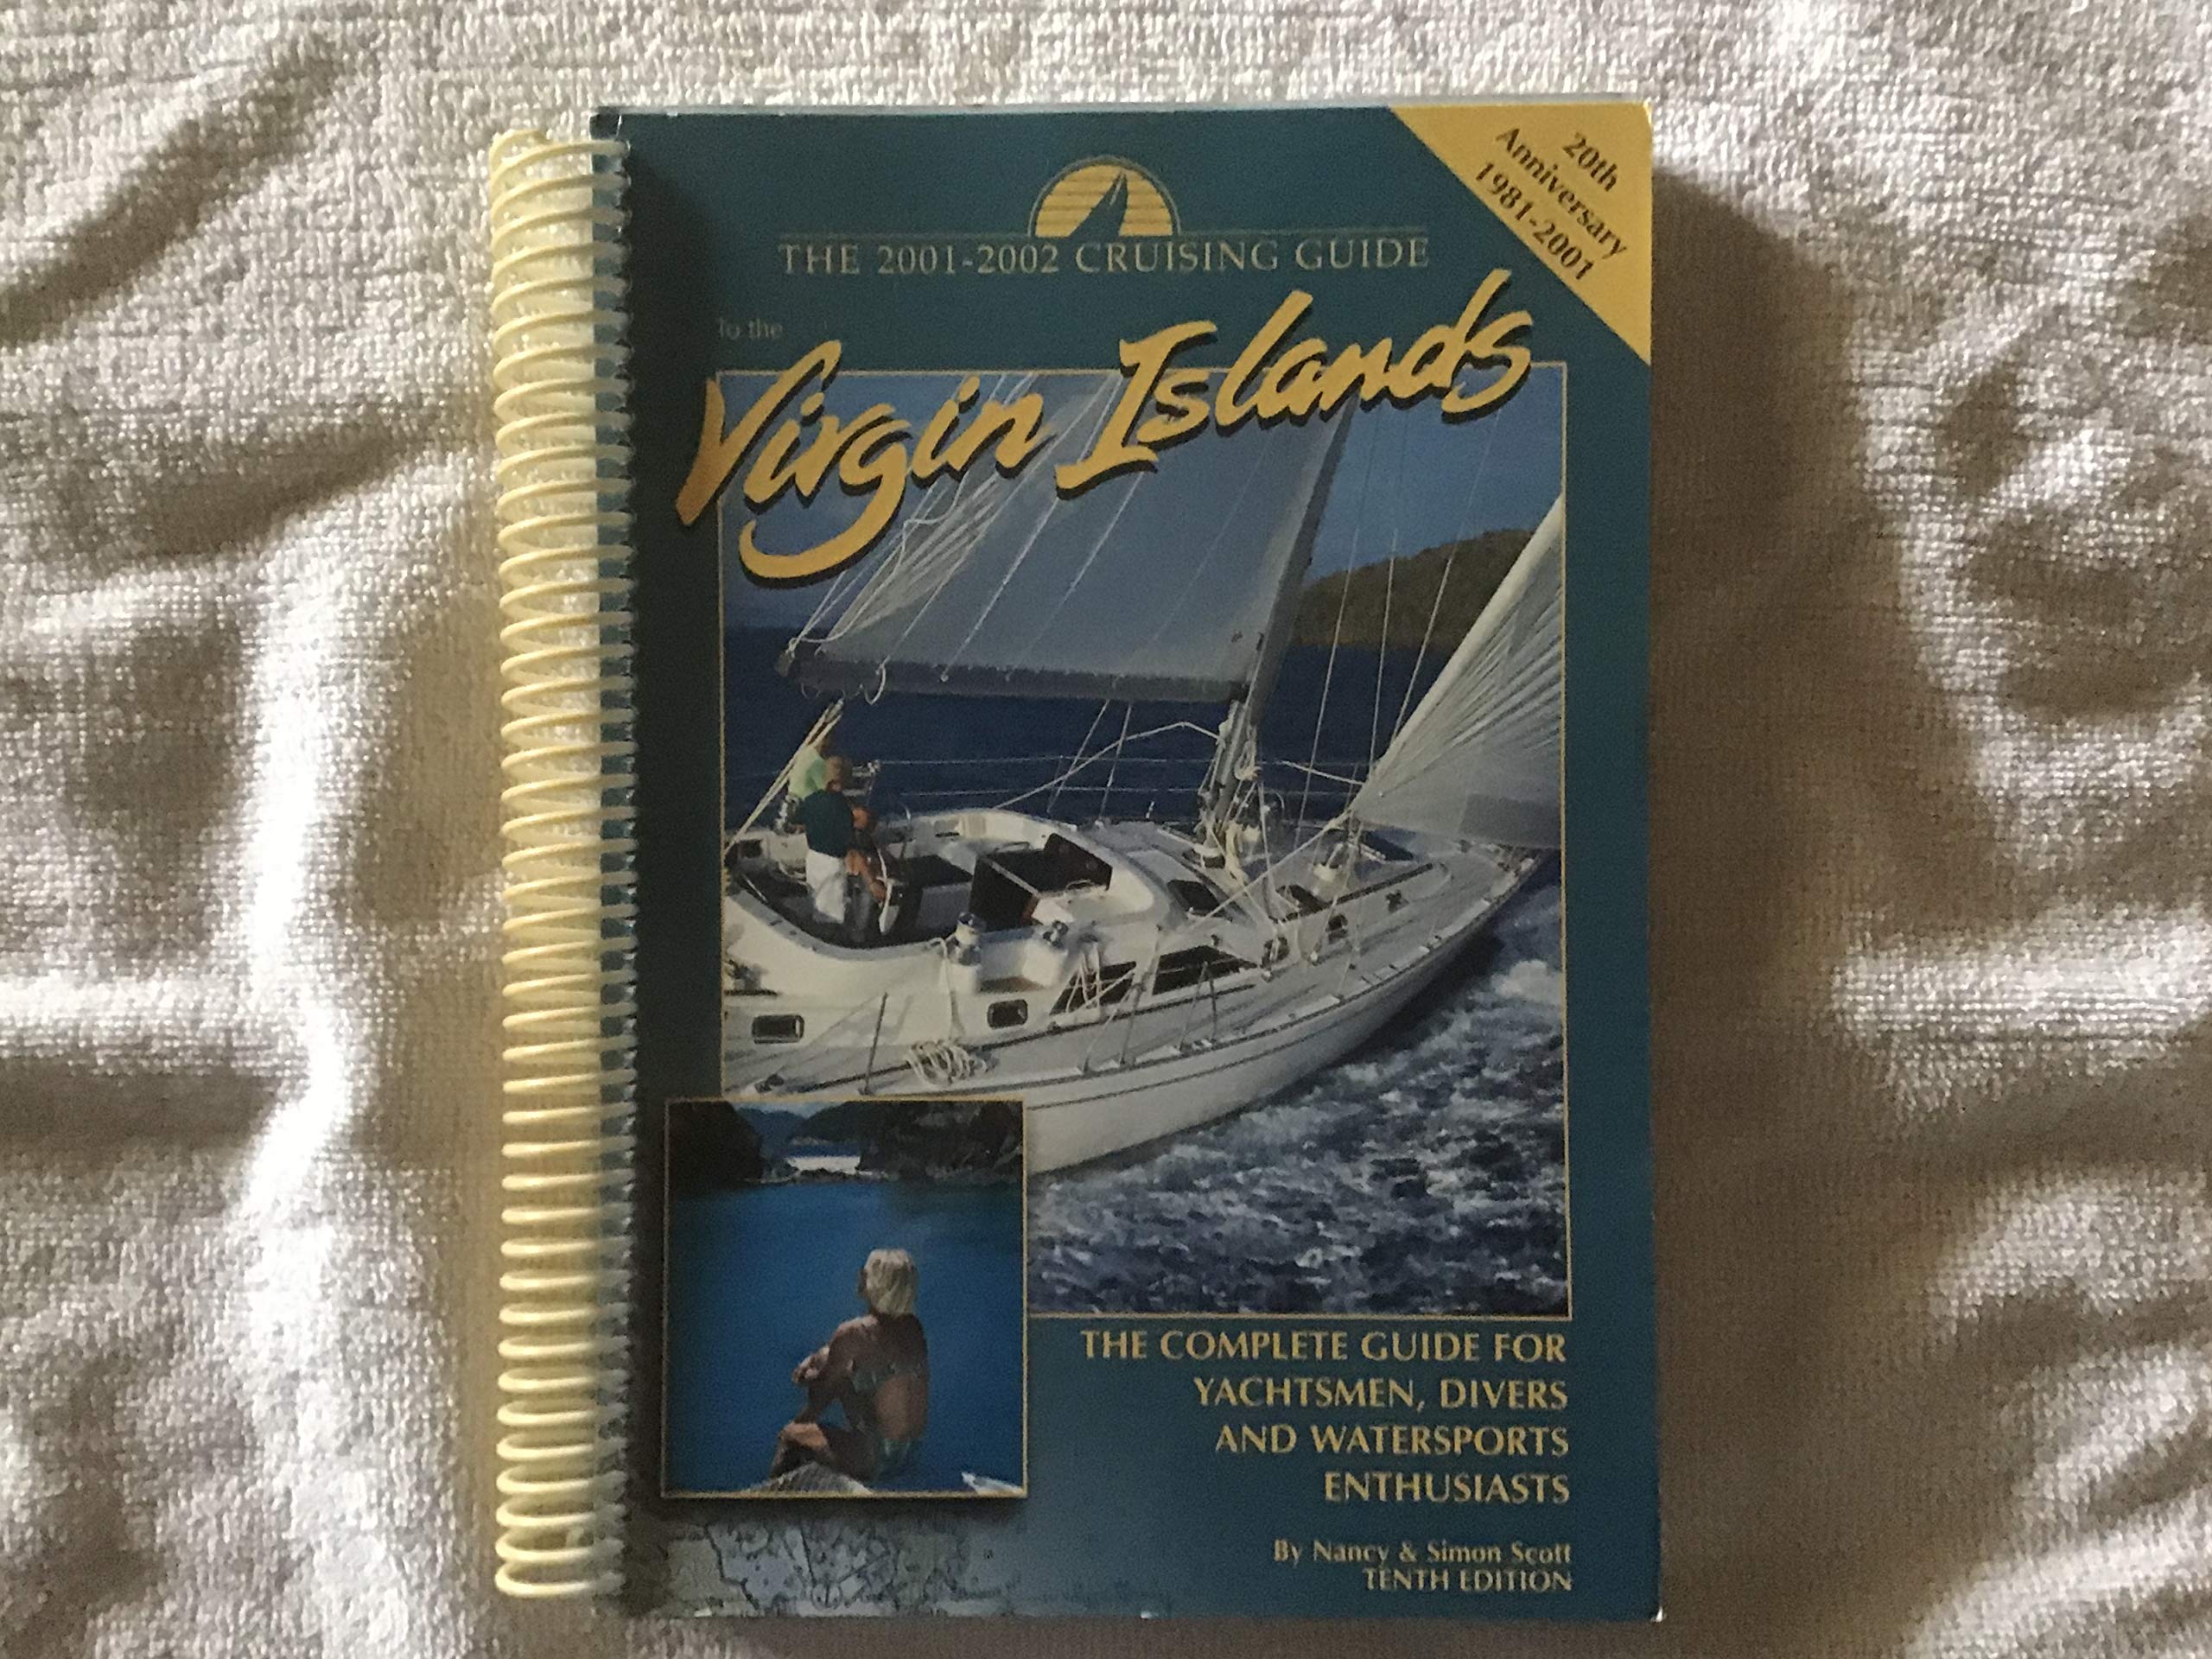 20th
Anniversary
1981-2001
THE 2001-2002 CRUISING GUIDE
To the
Virgin Islands
THE COMPLETE GUIDE FOR
YACHTSMEN, DIVERS
AND WATERSPORTS
ENTHUSIASTS
By Nancy & Simon Scott
TENTH EDITION